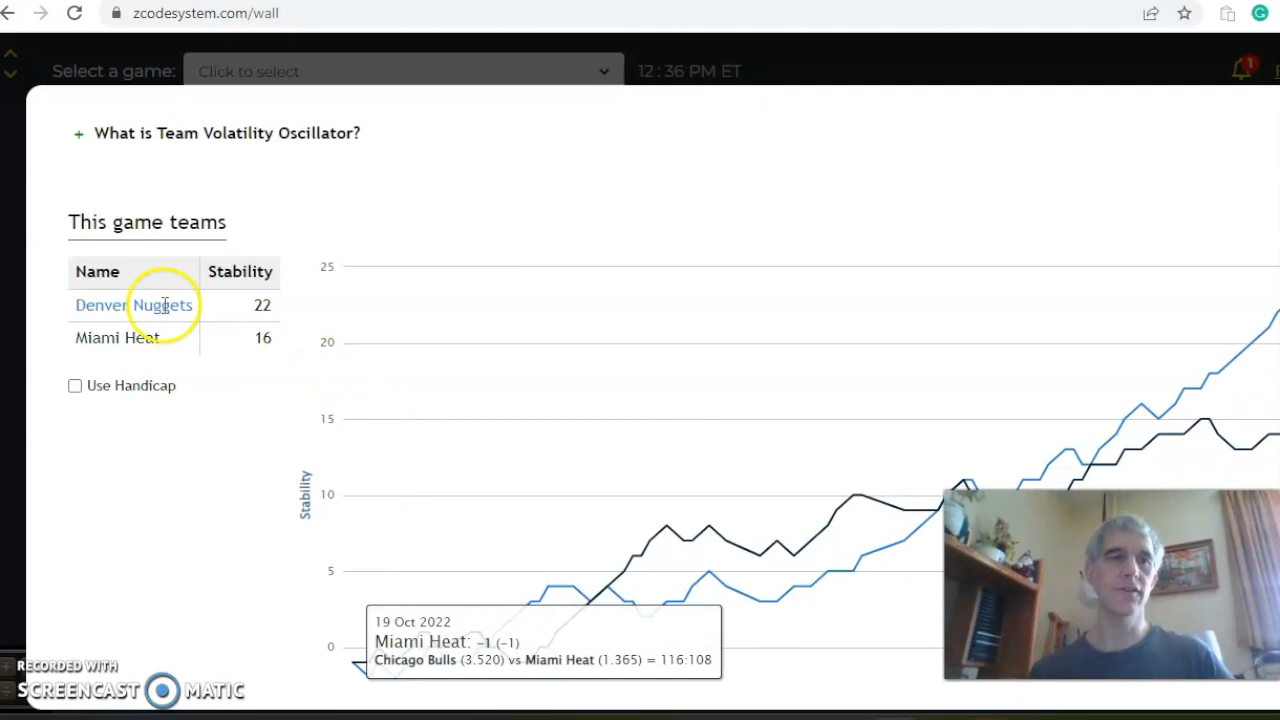 zcodesystem.com/wall
Select a game: Click to select 12:36 PM ET
1
+ What is Team Volatility Oscillator?
This game teams
Name Stability
Denver Nuggets 22
Miami Heat 16
Use Handicap
25
20
15
10
5
0
Stability
19 Oct 2022
Miami Heat: -1 (-1)
Chicago Bulls (3.520) vs Miami Heat (1.365) = 116:108
RECORDED WITH
SCREENCAST MATIC